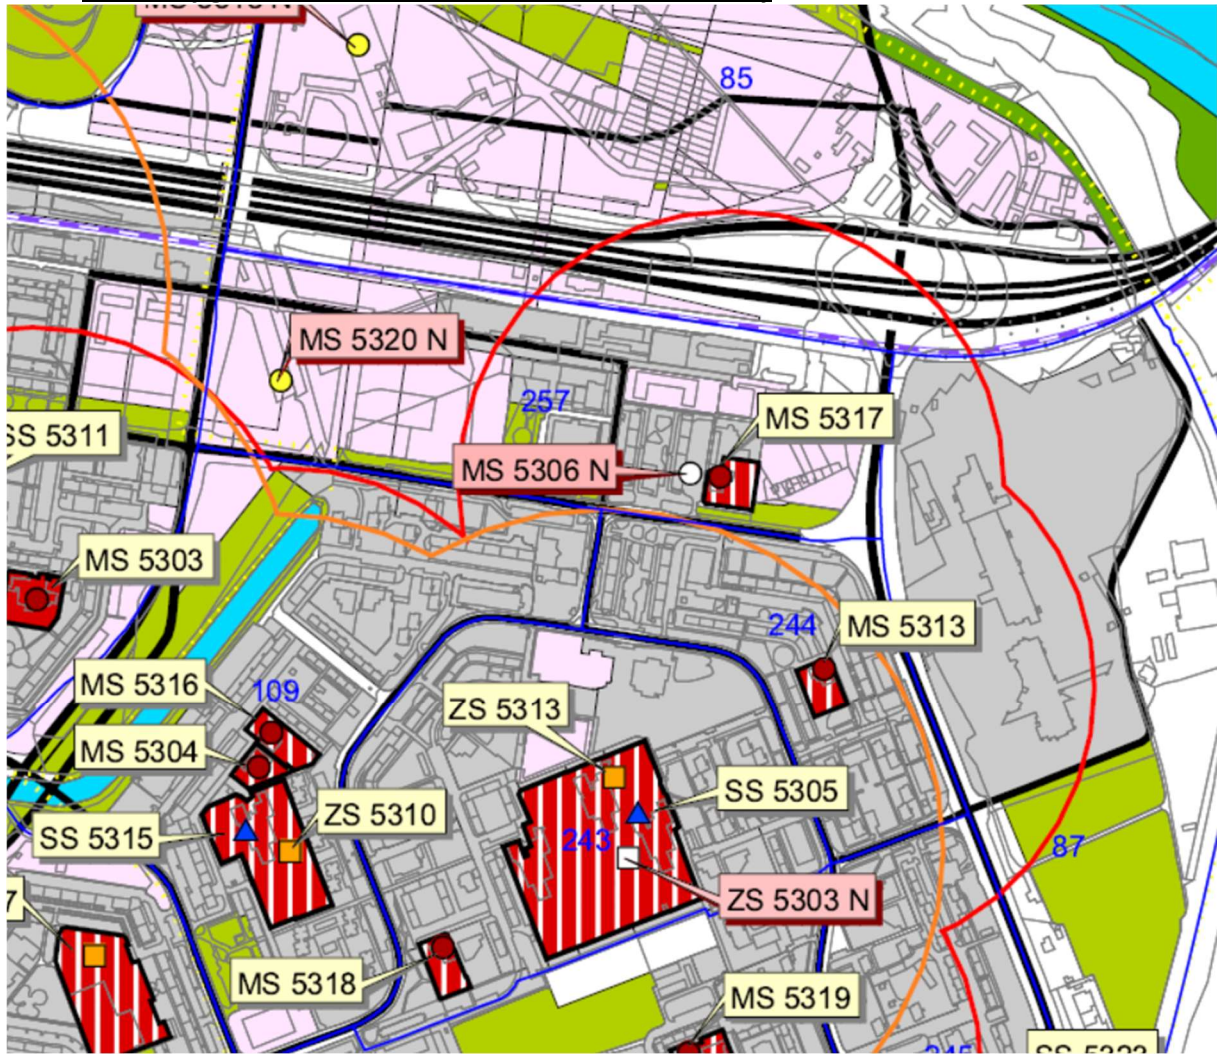 85
MS 5320 N
257
MS 5317
SS 5311
MS 5306 N
MS 5303
244
MS 5313
MS 5316
109
ZS 5313
MS 5304
SS 5305
ZS 5310
SS 5315
243
87
ZS 5303 N
7
MS 5318
MS 5319